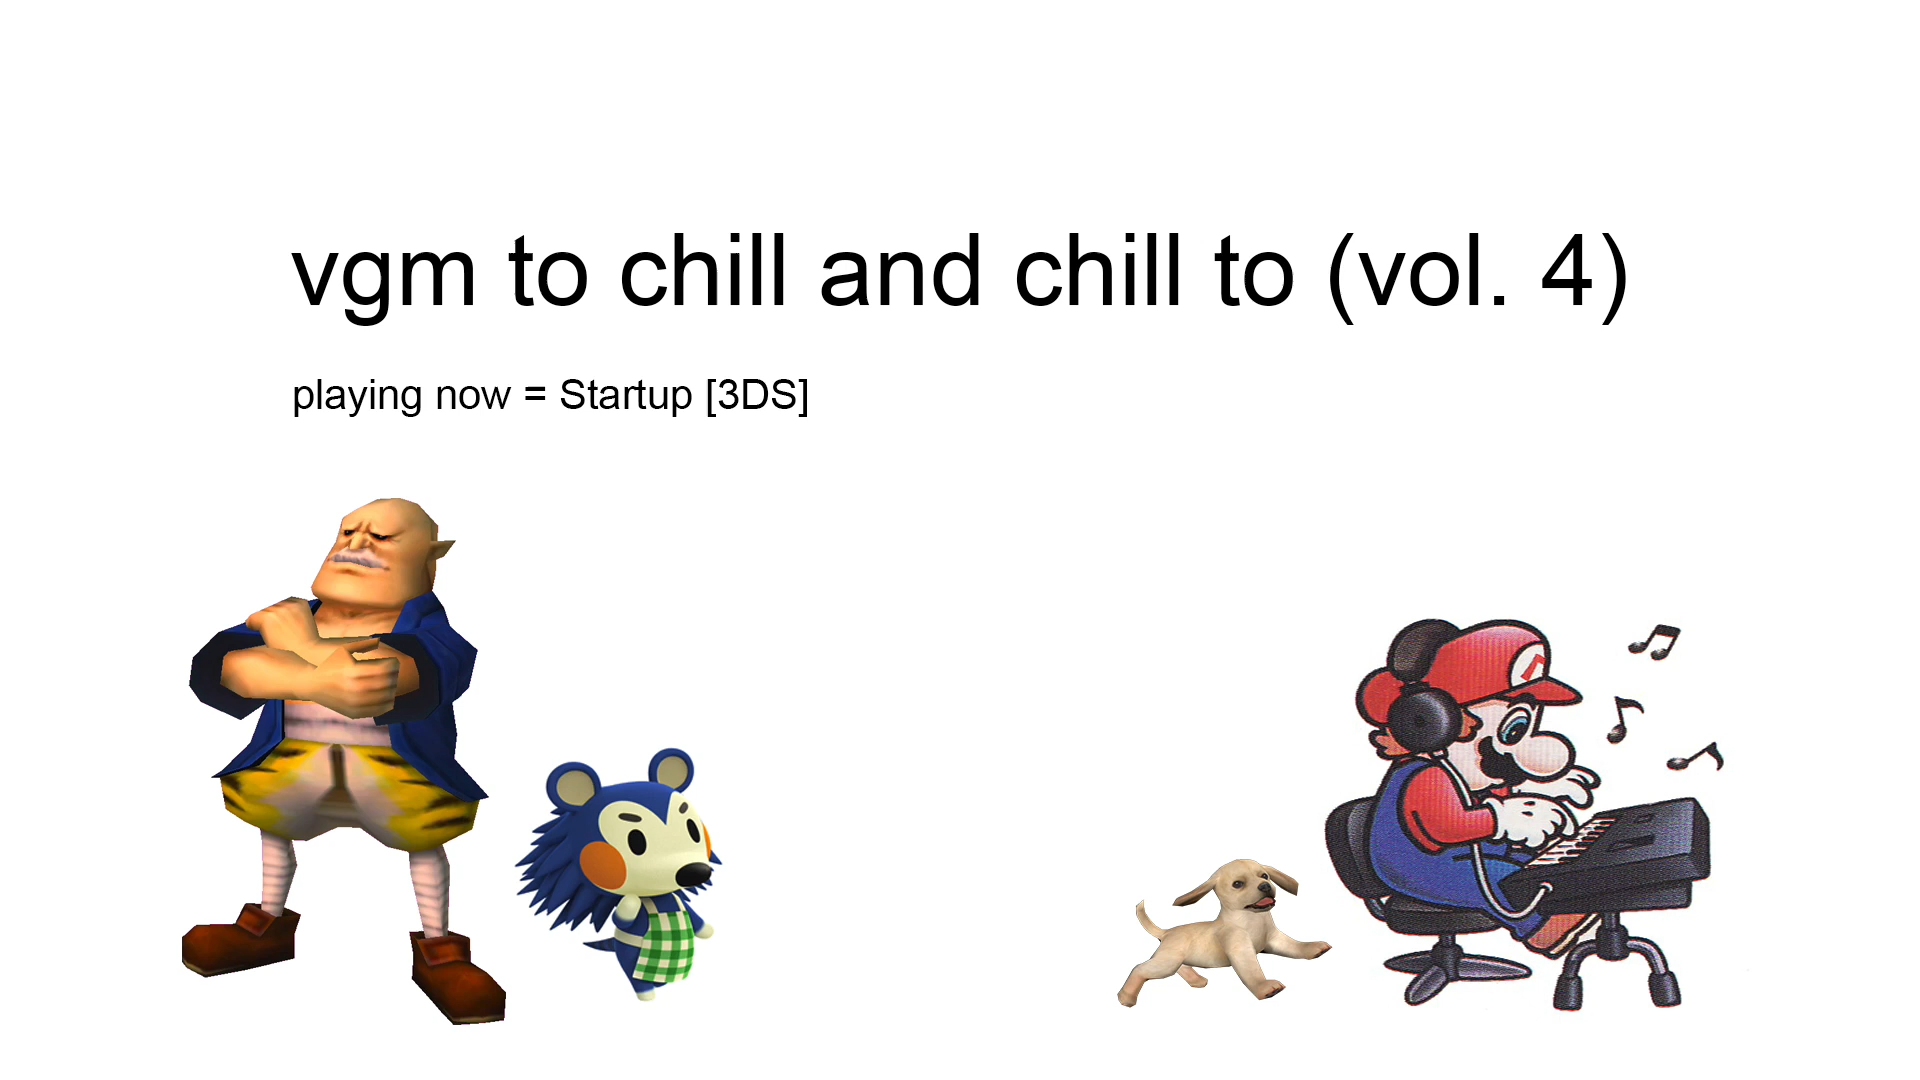 vgm to chill and chill to (vol. 4)
playing now = Startup [3DS]